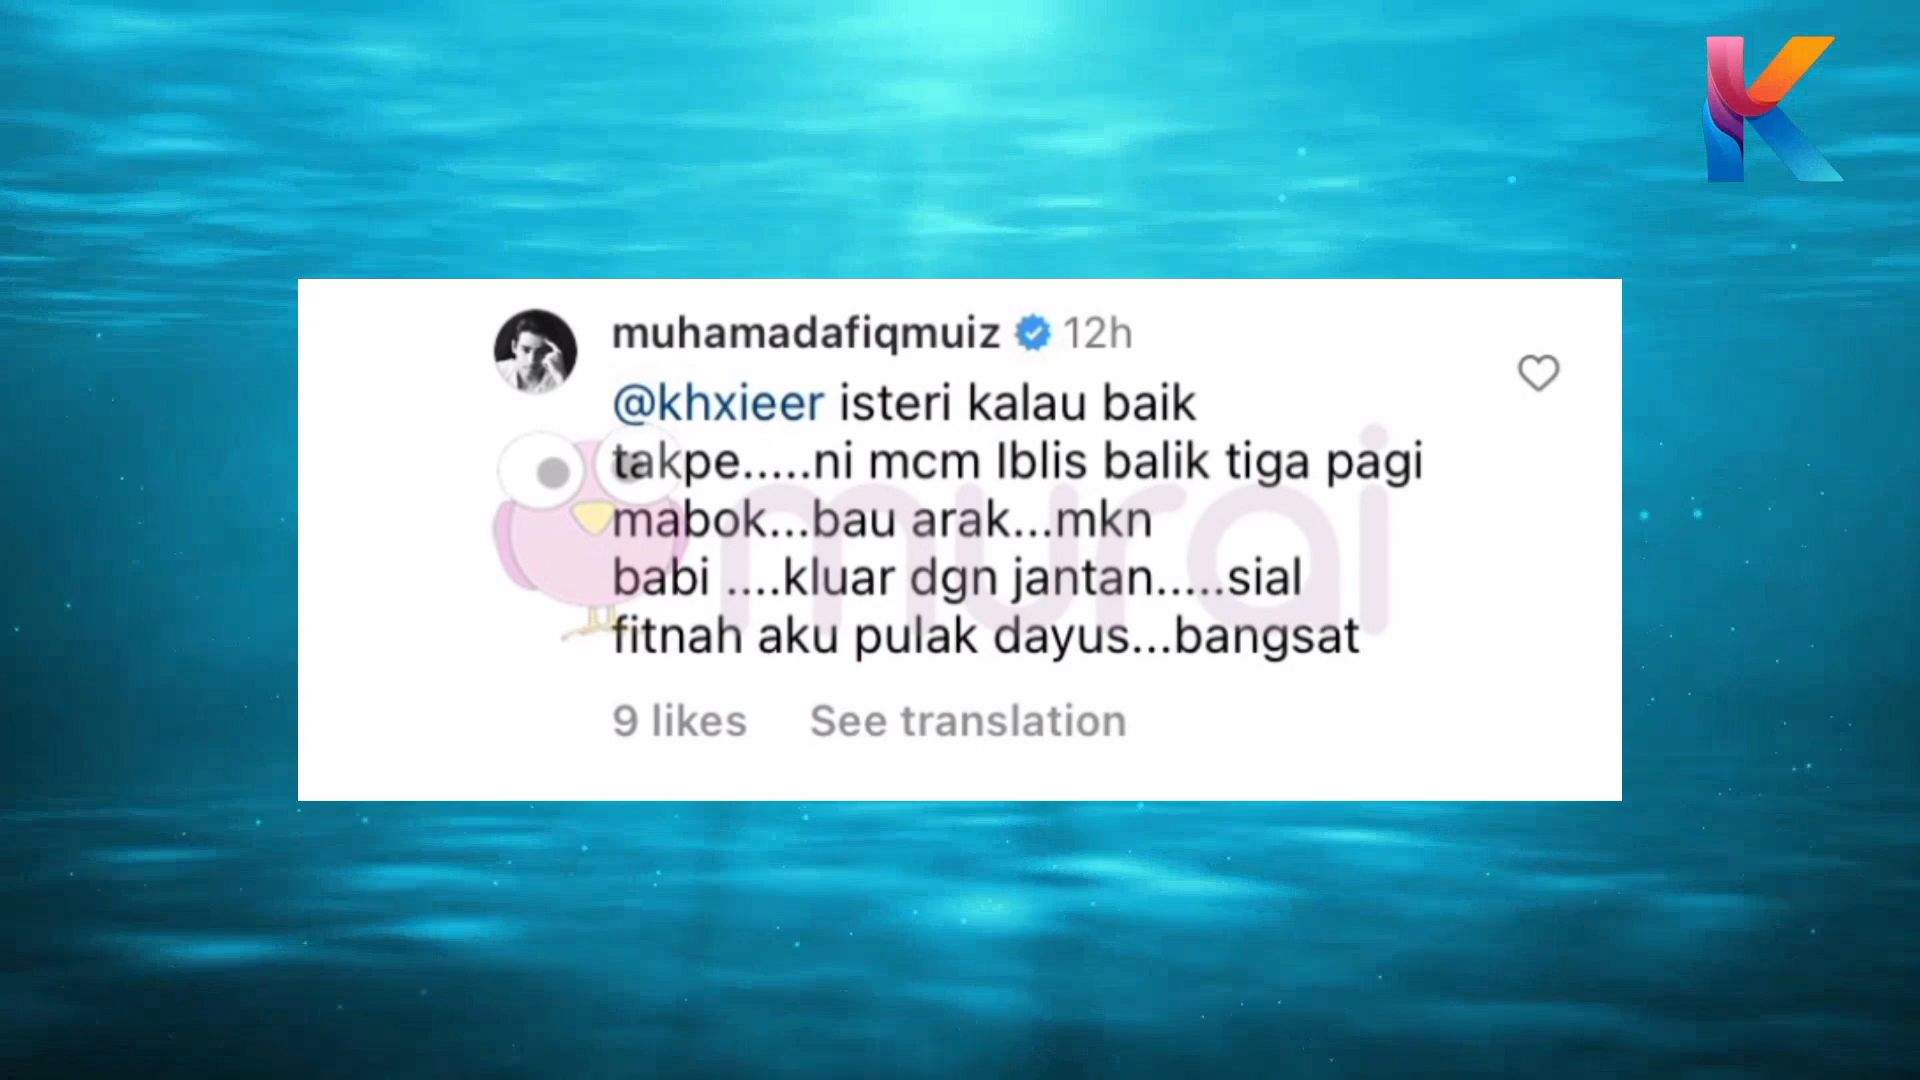 muhamadafiqmuiz 12h
@khxieer isteri kalau baik
takpe.....ni mcm Iblis balik tiga pagi
mabok...bau arak...mkn
babi ....kluar dgn jantan.....sial
fitnah aku pulak dayus...bangsat
murai
9 likes See translation
K